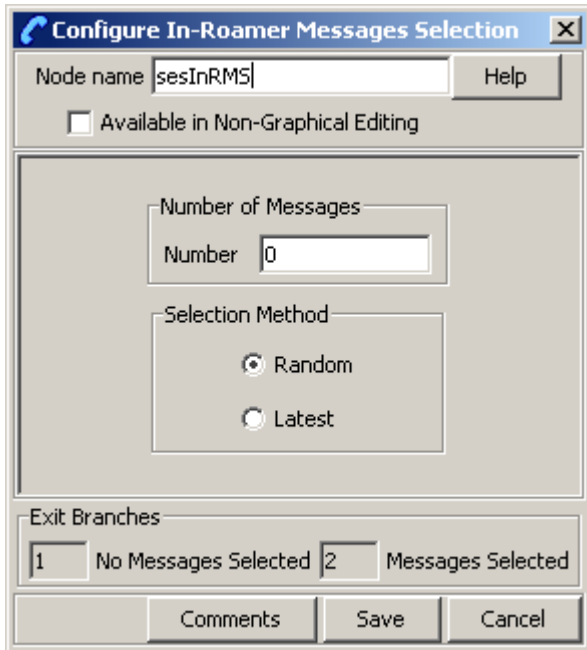 Configure In-Roamer Messages Selection
Node name sesInRMS Help
Available in Non-Graphical Editing
Number of Messages
Number 0
Selection Method
Random
Latest
Exit Branches
1 No Messages Selected 2 Messages Selected
Comments Save Cancel